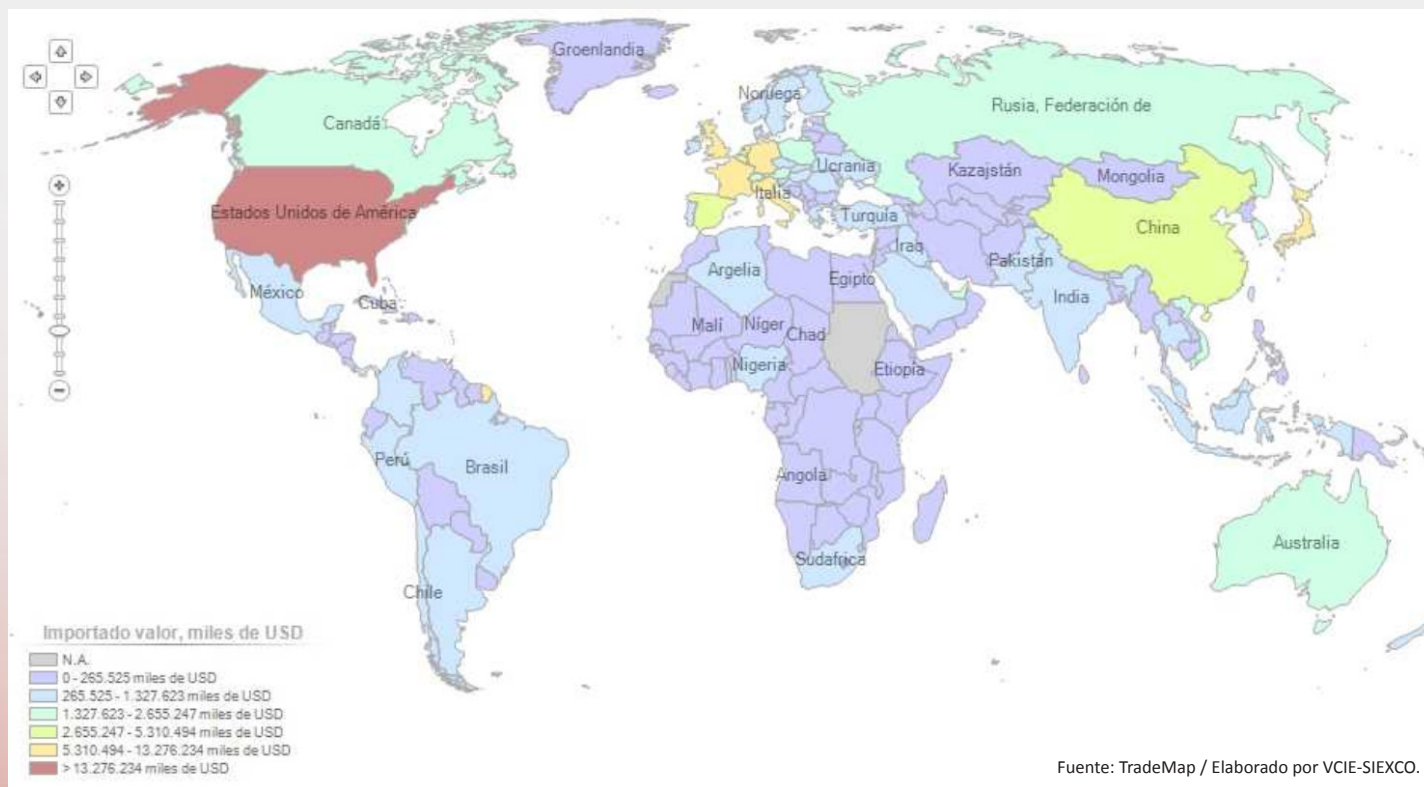 Groenlandia
Noruega
Rusia, Federación de
Canadá
Ucrania
Kazajstán
Mongolia
Italia
Estados Unidos de América
Turquía
China
Iraq
Pakistán
Argelia
Egipto
India
México
Cuba
Malí
Níger
Chad
Nigeria
Etiopía
Perú
Brasil
Angola
Australia
Sudafrica
Chile
Importado valor, miles de USD
N.A.
0 - 265.525 miles de USD
265.525 - 1.327.623 miles de USD
1.327.623 - 2.655.247 miles de USD
2.655.247 - 5.310.494 miles de USD
5.310.494 - 13.276.234 miles de USD
> 13.276.234 miles de USD
Fuente: TradeMap / Elaborado por VCIE-SIEXCO.